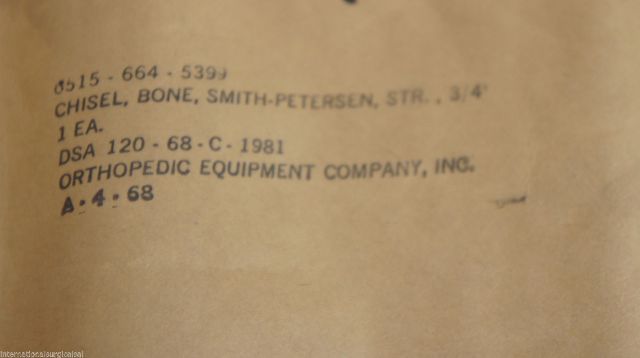 6515 - 664 - 5399
CHISEL, BONE, SMITH-PETERSEN, STR. , 3/4"
1 EA.
DSA 120 - 68 - C - 1981
ORTHOPEDIC EQUIPMENT COMPANY, INC.
A - 4 - 68
internationalsurgicalpal